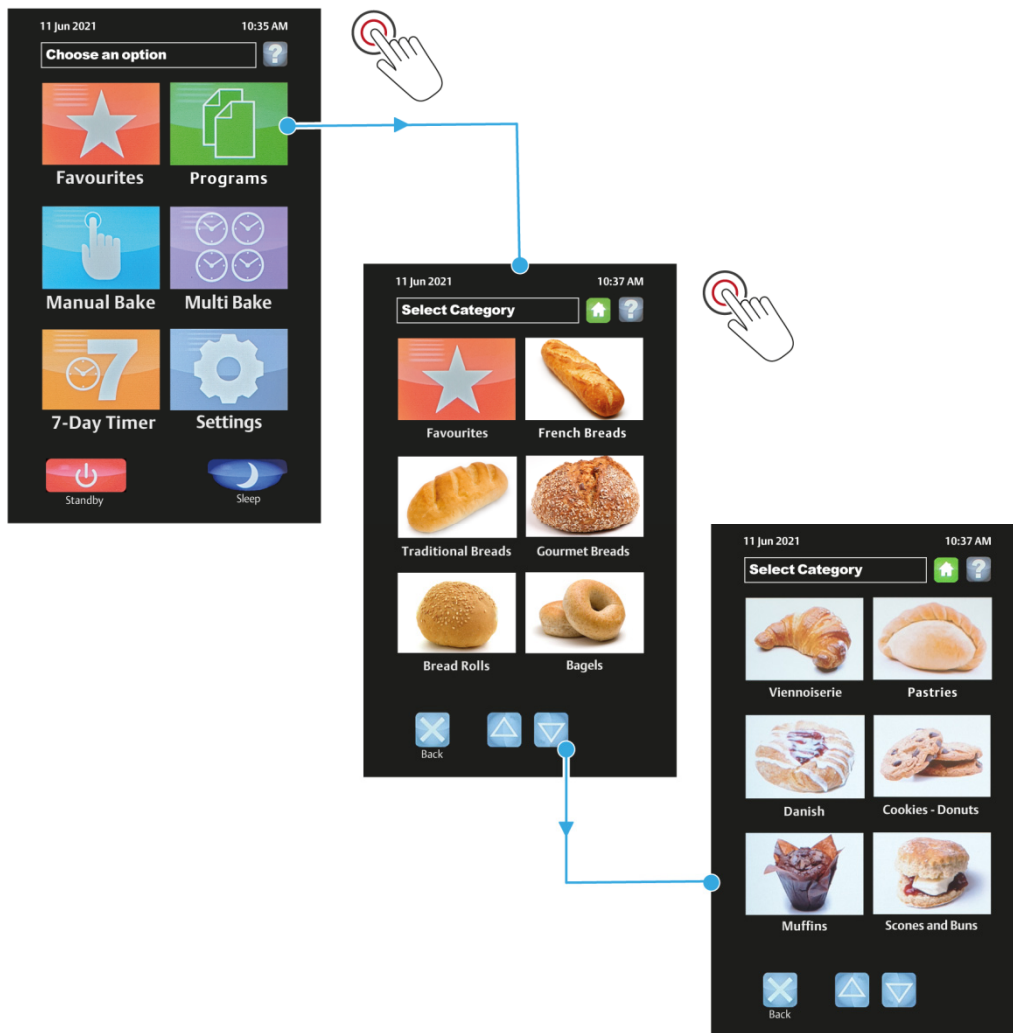 11 Jun 2021 10:35 AM
Choose an option ?
Favourites Programs
Manual Bake Multi Bake
7
7-Day Timer Settings
Standby Sleep
11 Jun 2021 10:37 AM
Select Category ?
Favourites French Breads
Traditional Breads Gourmet Breads
Bread Rolls Bagels
Back
11 Jun 2021 10:37 AM
Select Category ?
Viennoiserie Pastries
Danish Cookies - Donuts
Muffins Scones and Buns
Back